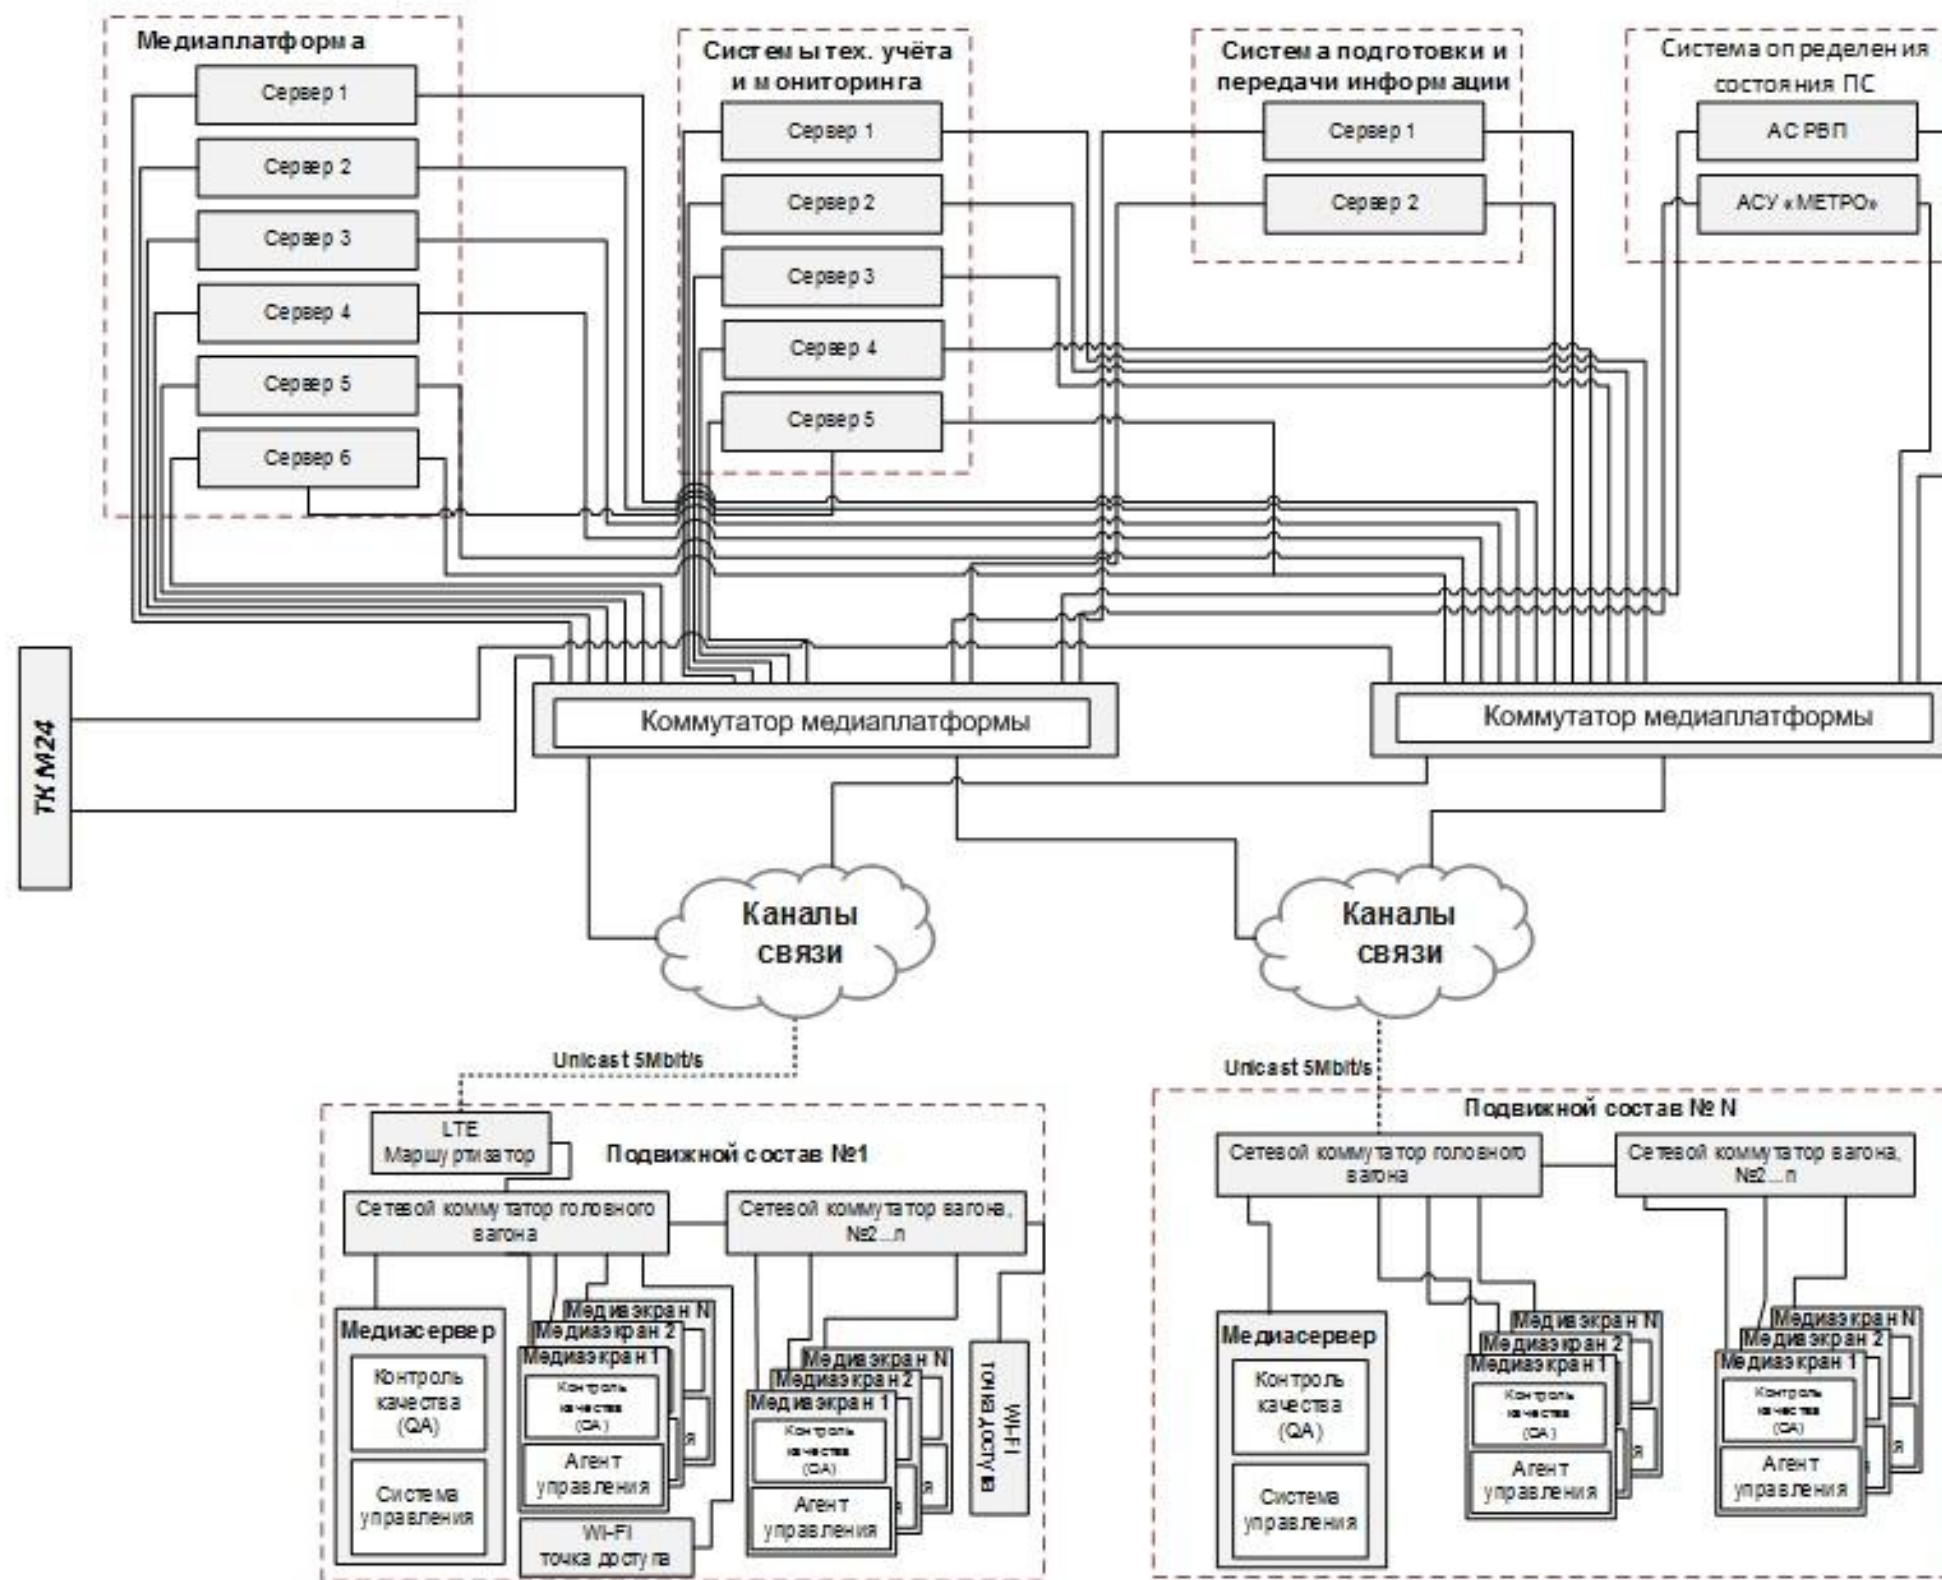 Медиаплатформа
Сервер 1
Сервер 2
Сервер 3
Сервер 4
Сервер 5
Сервер 6
Системы тех. учёта
и мониторинга
Сервер 1
Сервер 2
Сервер 3
Сервер 4
Сервер 5
Система подготовки и
передачи информации
Сервер 1
Сервер 2
Система определения
состояния ПС
АС РВП
АСУ «МЕТРО»
ТК М24
Коммутатор медиаплатформы
Коммутатор медиаплатформы
Каналы
связи
Каналы
связи
Unicast 5Mbit/s
Unicast 5Mbit/s
LTE
Маршуртизатор
Подвижной состав №1
Сетевой коммутатор головного
вагона
Сетевой коммутатор вагона,
№2...n
Медиасервер
Контроль
качества
(QA)
Система
управления
Медиаэкран N
Медиаэкран 2
Медиаэкран 1
Контроль
качества
(QA)
Агент
управления
я
WI-FI
точка доступа
Медиаэкран N
Медиаэкран 2
Медиаэкран 1
Контроль
качества
(QA)
Агент
управления
я
WI-FI
точка доступа
Подвижной состав № N
Сетевой коммутатор головного
вагона
Сетевой коммутатор вагона,
№2...n
Медиасервер
Контроль
качества
(QA)
Система
управления
Медиаэкран N
Медиаэкран 2
Медиаэкран 1
Контроль
качества
(QA)
Агент
управления
я
Медиаэкран N
Медиаэкран 2
Медиаэкран 1
Контроль
качества
(QA)
Агент
управления
я